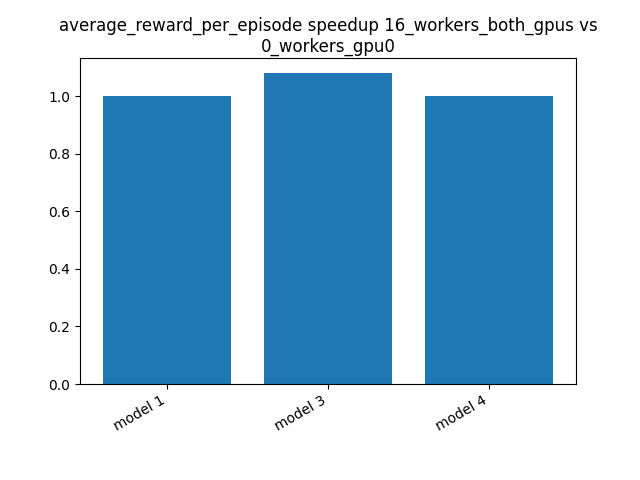 average_reward_per_episode speedup 16_workers_both_gpus vs
0_workers_gpu0
1.0
0.8
0.6
0.4
0.2
0.0
model 1
model 3
model 4